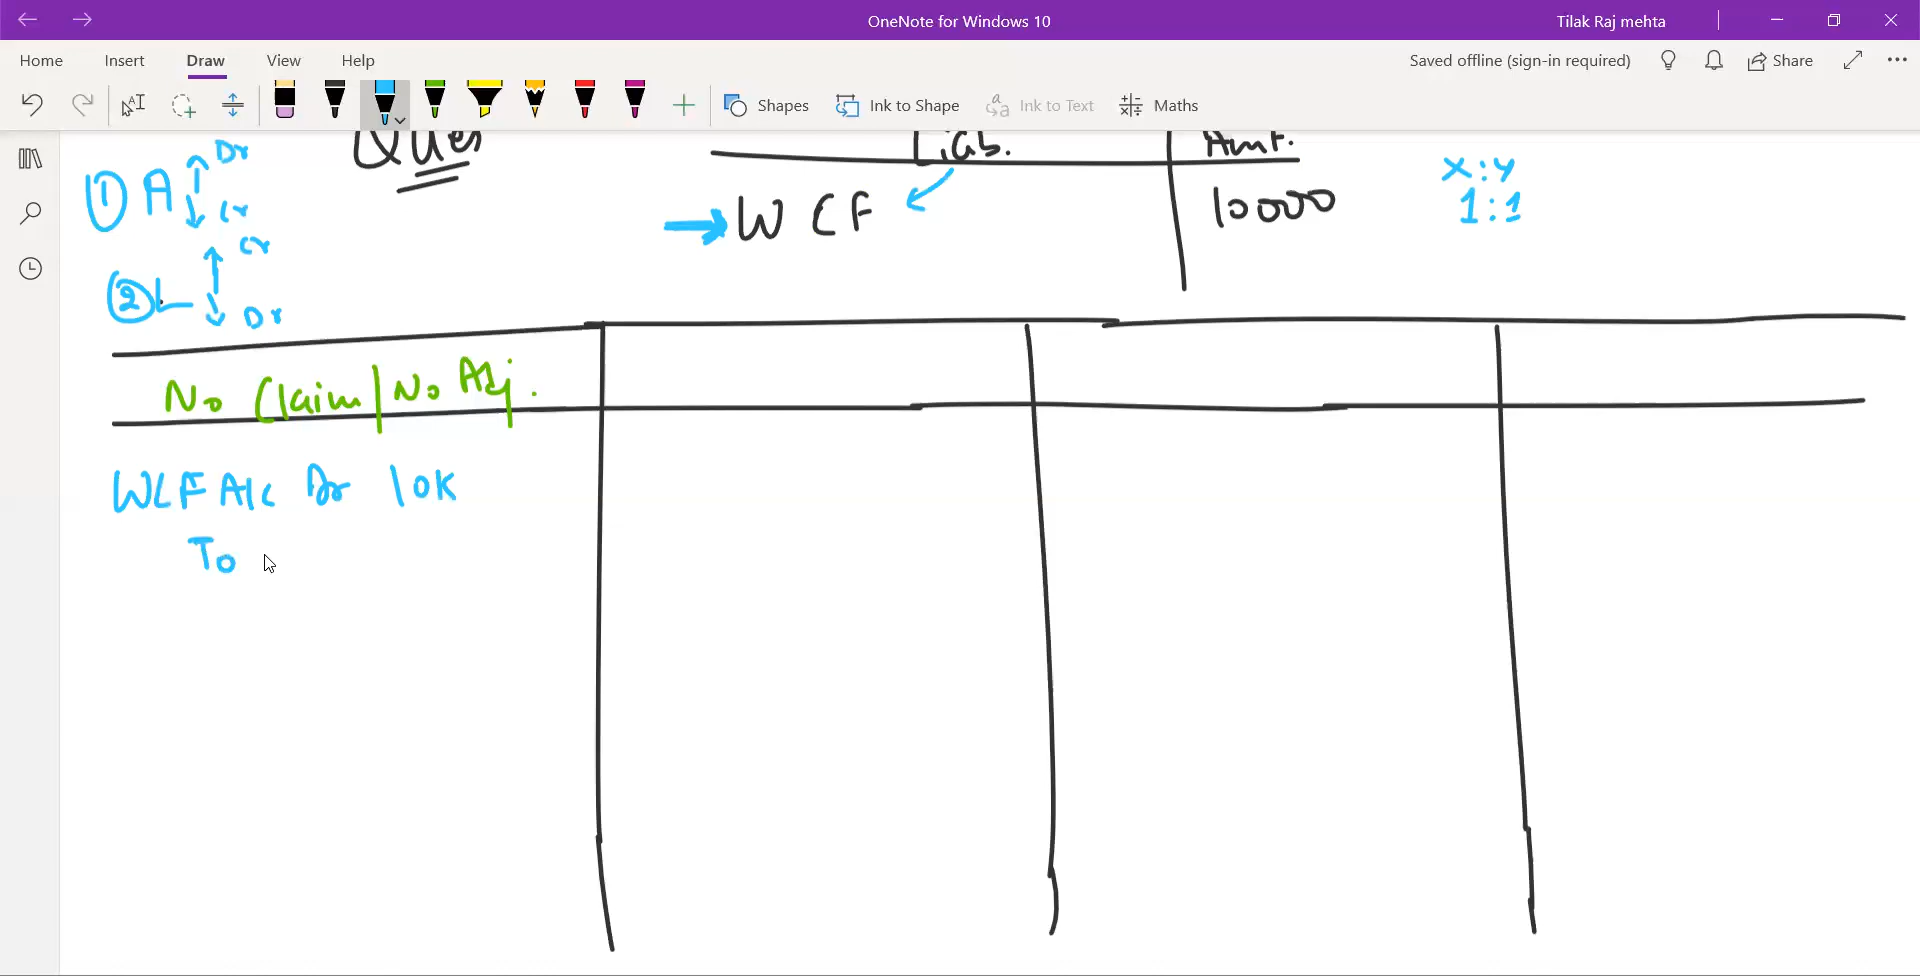 OneNote for Windows 10
Tilak Raj mehta
Home Insert Draw View Help
Saved offline (sign-in required) Share
Shapes Ink to Shape Ink to Text Maths
Ques
Liab. Amt.
① A Dr Cr
W C F 10000
X:Y
1:1
② L Cr Dr
No Claim | No Adj.
WCF A/c Dr 10K
To